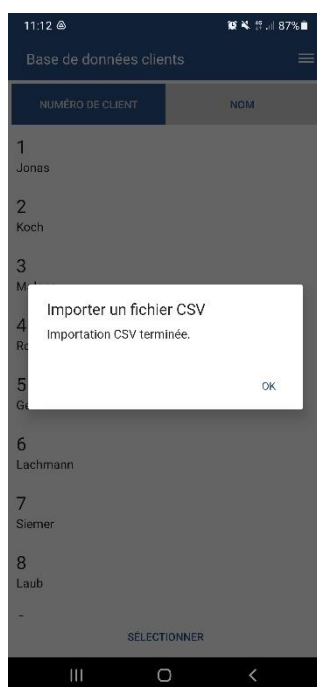 11:12 87%
Base de données clients
NUMÉRO DE CLIENT NOM
1
Jonas
2
Koch
3
Importer un fichier CSV
Importation CSV terminée.
OK
4
5
6
Lachmann
7
Siemer
8
Laub
SÉLECTIONNER